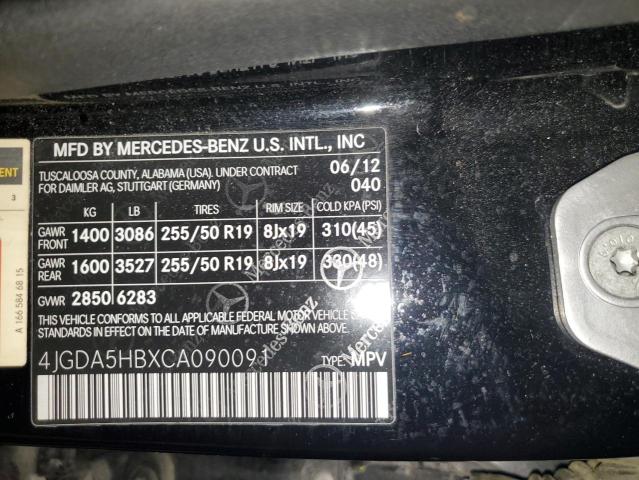 MFD BY MERCEDES-BENZ U.S. INTL., INC
TUSCALOOSA COUNTY, ALABAMA (USA). UNDER CONTRACT 06/12
FOR DAIMLER AG, STUTTGART (GERMANY) 040
KG LB TIRES RIM SIZE COLD KPA (PSI)
GAWR FRONT 1400 3086 255/50 R19 8Jx19 310(45)
GAWR REAR 1600 3527 255/50 R19 8Jx19 330(48)
GVWR 2850 6283
THIS VEHICLE CONFORMS TO ALL APPLICABLE FEDERAL MOTOR VEHICLE
IN EFFECT ON THE DATE OF MANUFACTURE SHOWN ABOVE.
4JGDA5HBXCA09009 TYPE: MPV
A 166 584 68 15
3